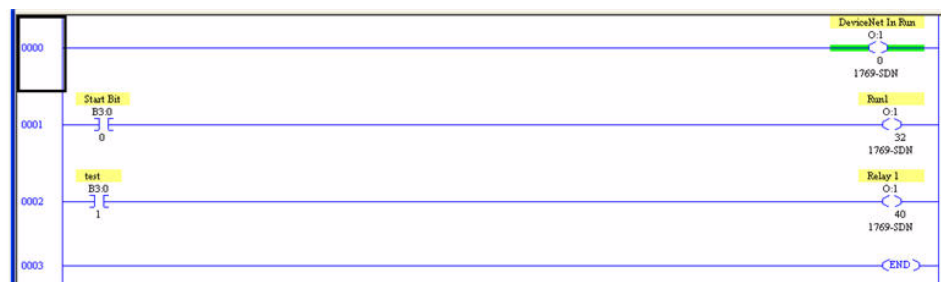 DeviceNet In Run
O:1
0000
0
1769-SDN
Start Bit
B3:0
0001
0
Run1
O:1
32
1769-SDN
test
B3:0
0002
1
Relay 1
O:1
40
1769-SDN
0003
END